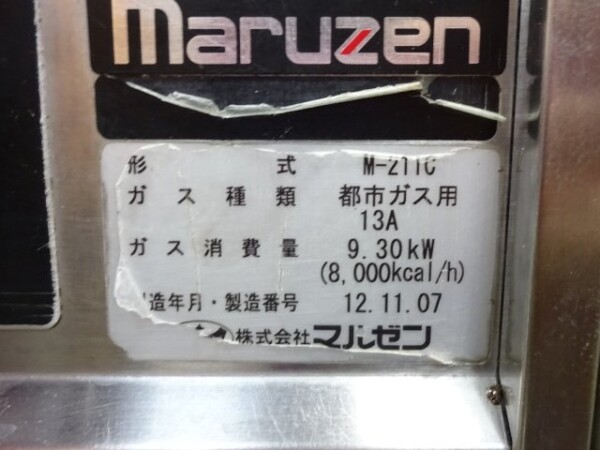 maruzen
形式 M-211C
ガス種類 都市ガス用
13A
ガス消費量 9.30kW
(8,000kcal/h)
造年月・製造番号 12.11.07
株式会社マルゼン